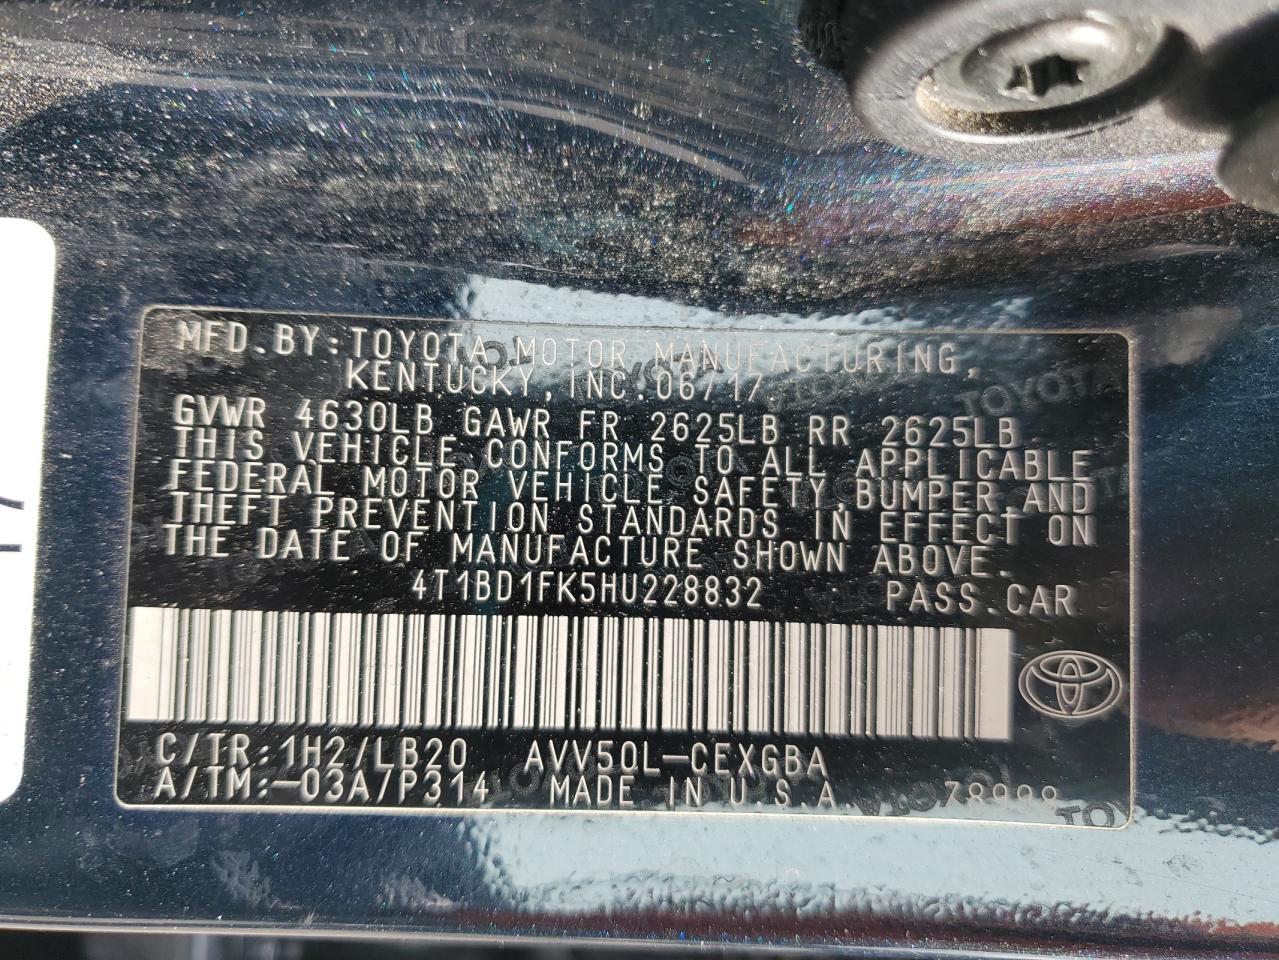 MFD.BY:TOYOTA MOTOR MANUFACTURING,
KENTUCKY,INC.06/17
GVWR 4630LB GAWR FR 2625LB RR 2625LB
THIS VEHICLE CONFORMS TO ALL APPLICABLE
FEDERAL MOTOR VEHICLE SAFETY,BUMPER,AND
THEFT PREVENTION STANDARDS IN EFFECT ON
THE DATE OF MANUFACTURE SHOWN ABOVE.
4T1BD1FK5HU228832 PASS.CAR
C/TR:1H2/LB20 AVV50L-CEXGBA
A/TM:-03A/P314 MADE IN U.S.A.